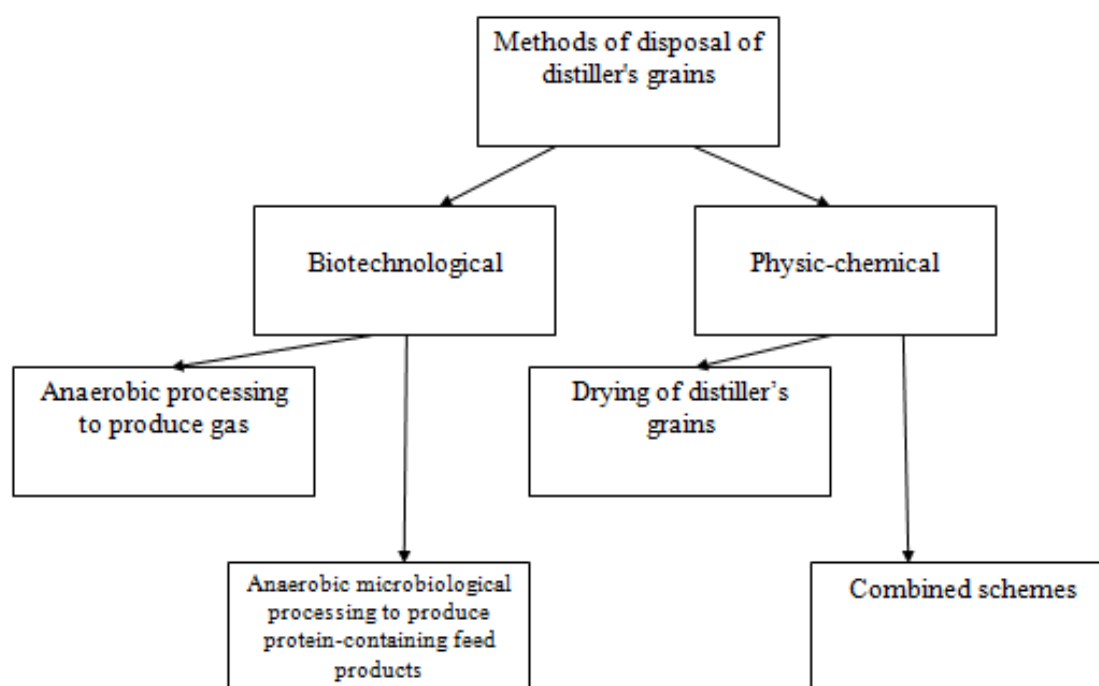 Methods of disposal of
distiller's grains
Biotechnological
Physic-chemical
Anaerobic processing
to produce gas
Drying of distiller’s
grains
Anaerobic microbiological
processing to produce
protein-containing feed
products
Combined schemes